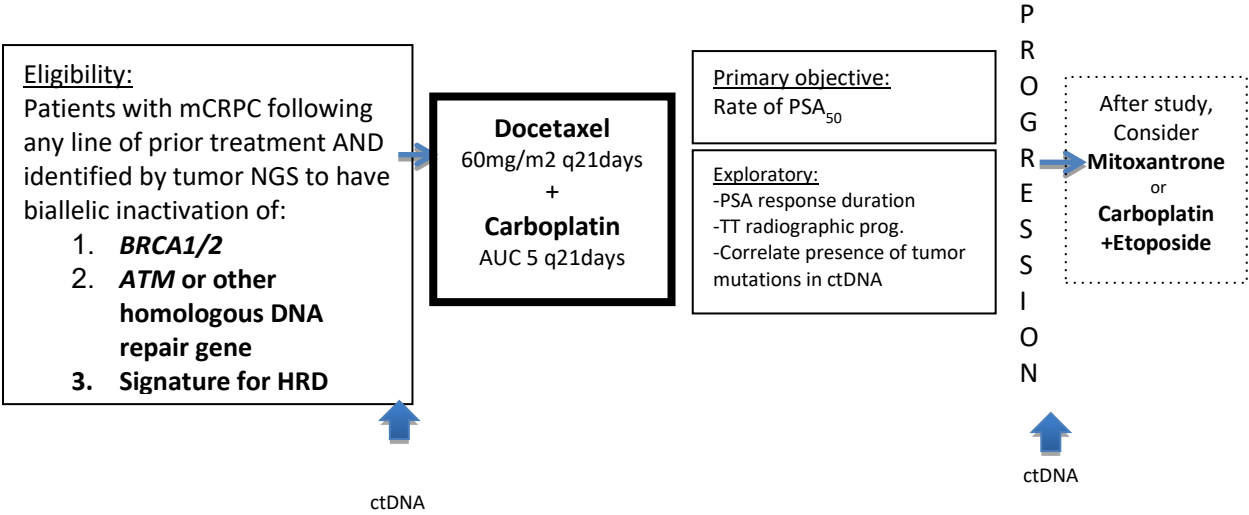 Eligibility:
Patients with mCRPC following
any line of prior treatment AND
identified by tumor NGS to have
biallelic inactivation of:
1. BRCA1/2
2. ATM or other
homologous DNA
repair gene
3. Signature for HRD
ctDNA
Docetaxel
60mg/m2 q21days
+
Carboplatin
AUC 5 q21days
Primary objective:
Rate of PSA50
Exploratory:
-PSA response duration
-TT radiographic prog.
-Correlate presence of tumor
mutations in ctDNA
P
R
O
G
R
E
S
S
I
O
N
ctDNA
After study,
Consider
Mitoxantrone
or
Carboplatin
+Etoposide